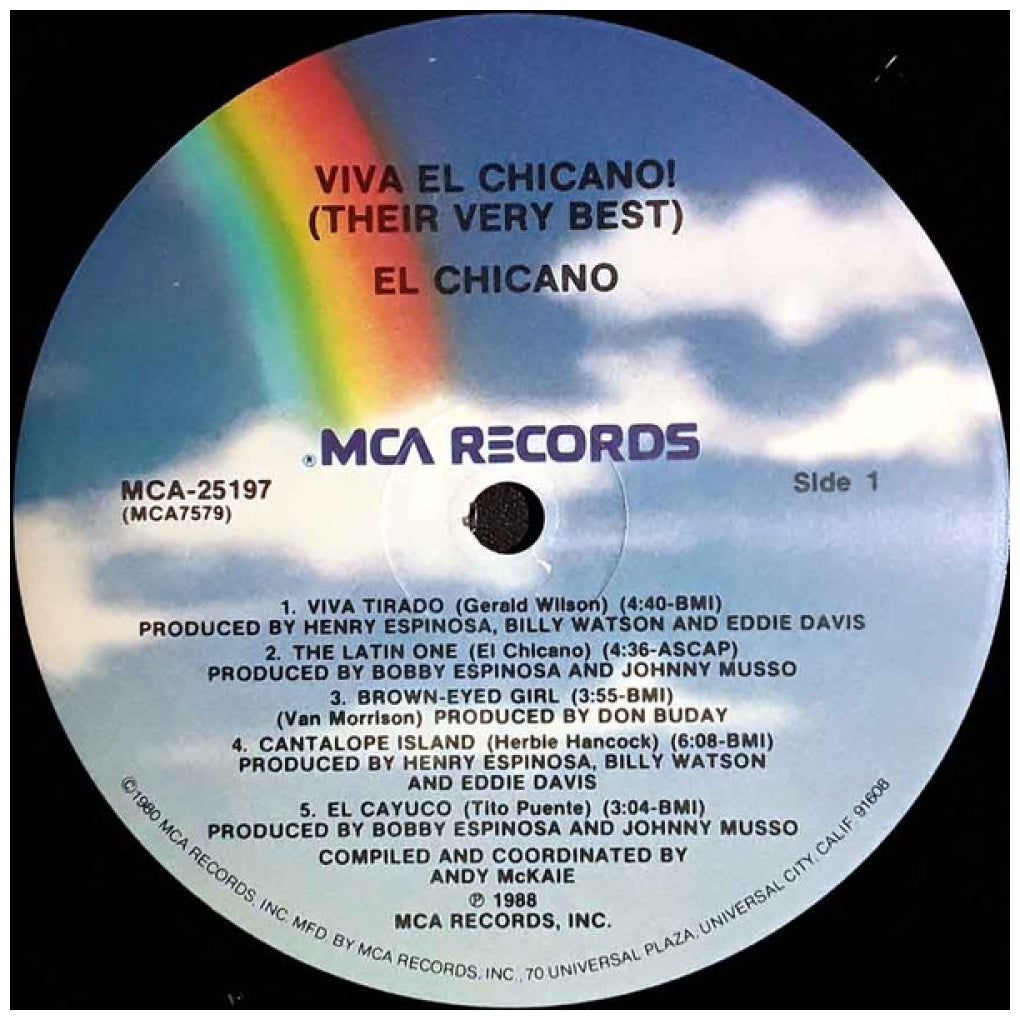 VIVA EL CHICANO!
(THEIR VERY BEST)
EL CHICANO
®MCA RECORDS
MCA-25197
(MCA7579)
Side 1
1. VIVA TIRADO (Gerald Wilson) (4:40-BMI)
PRODUCED BY HENRY ESPINOSA, BILLY WATSON AND EDDIE DAVIS
2. THE LATIN ONE (El Chicano) (4:36-ASCAP)
PRODUCED BY BOBBY ESPINOSA AND JOHNNY MUSSO
3. BROWN-EYED GIRL (3:55-BMI)
(Van Morrison) PRODUCED BY DON BUDAY
4. CANTALOPE ISLAND (Herbie Hancock) (6:08-BMI)
PRODUCED BY HENRY ESPINOSA, BILLY WATSON
AND EDDIE DAVIS
5. EL CAYUCO (Tito Puente) (3:04-BMI)
PRODUCED BY BOBBY ESPINOSA AND JOHNNY MUSSO
COMPILED AND COORDINATED BY
ANDY McKAIE
℗ 1988
MCA RECORDS, INC.
©1980 MCA RECORDS, INC. MFD. BY MCA RECORDS, INC., 70 UNIVERSAL PLAZA, UNIVERSAL CITY, CALIF. 91608